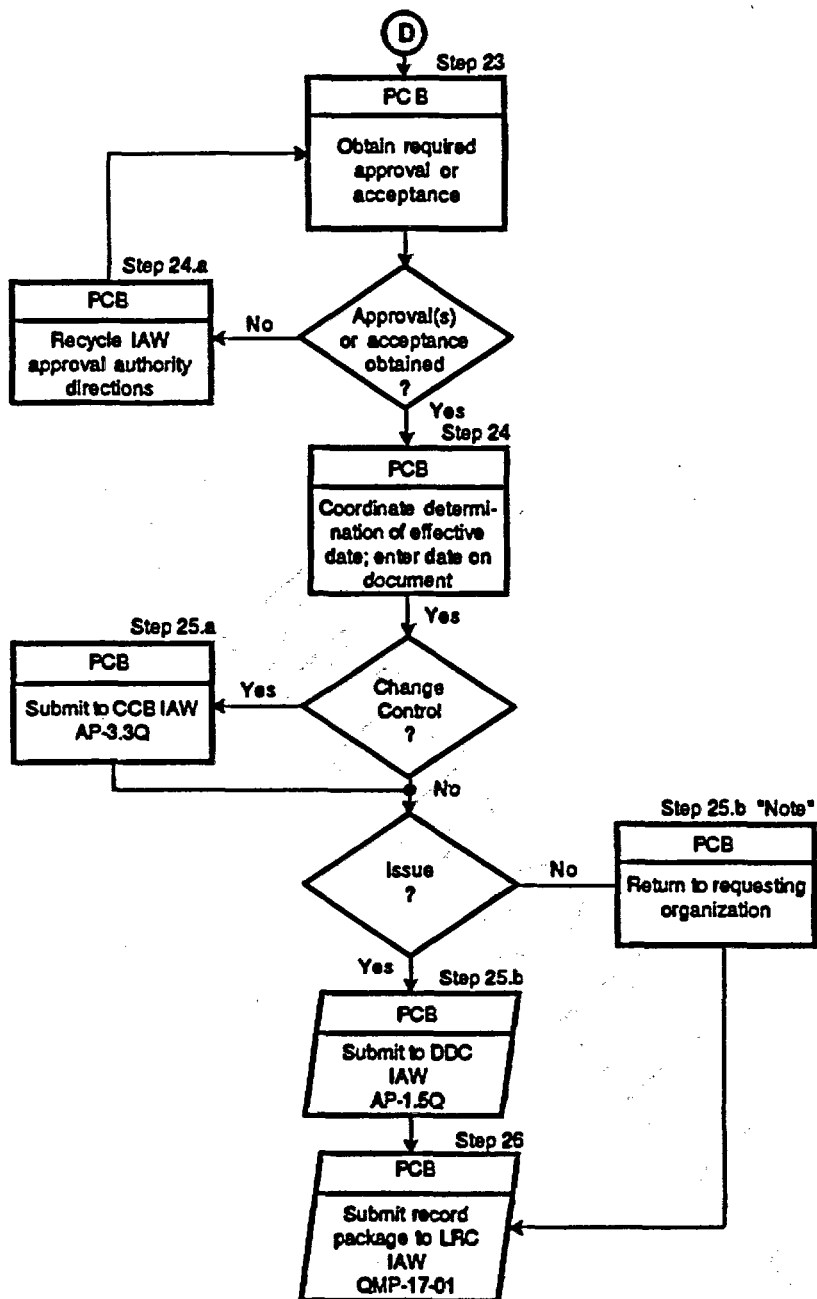 D
Step 23
PCB
Obtain required
approval or
acceptance
Step 24.a
PCB
Recycle IAW
approval authority
directions
No
Approval(s)
or acceptance
obtained
?
Yes
Step 24
PCB
Coordinate determi-
nation of effective
date; enter date on
document
Yes
Step 25.a
PCB
Submit to CCB IAW
AP-3.3Q
Yes
Change
Control
?
No
Step 25.b "Note"
PCB
Return to requesting
organization
Issue
?
No
Yes
Step 25.b
PCB
Submit to DDC
IAW
AP-1.5Q
Step 26
PCB
Submit record
package to LRC
IAW
QMP-17-01